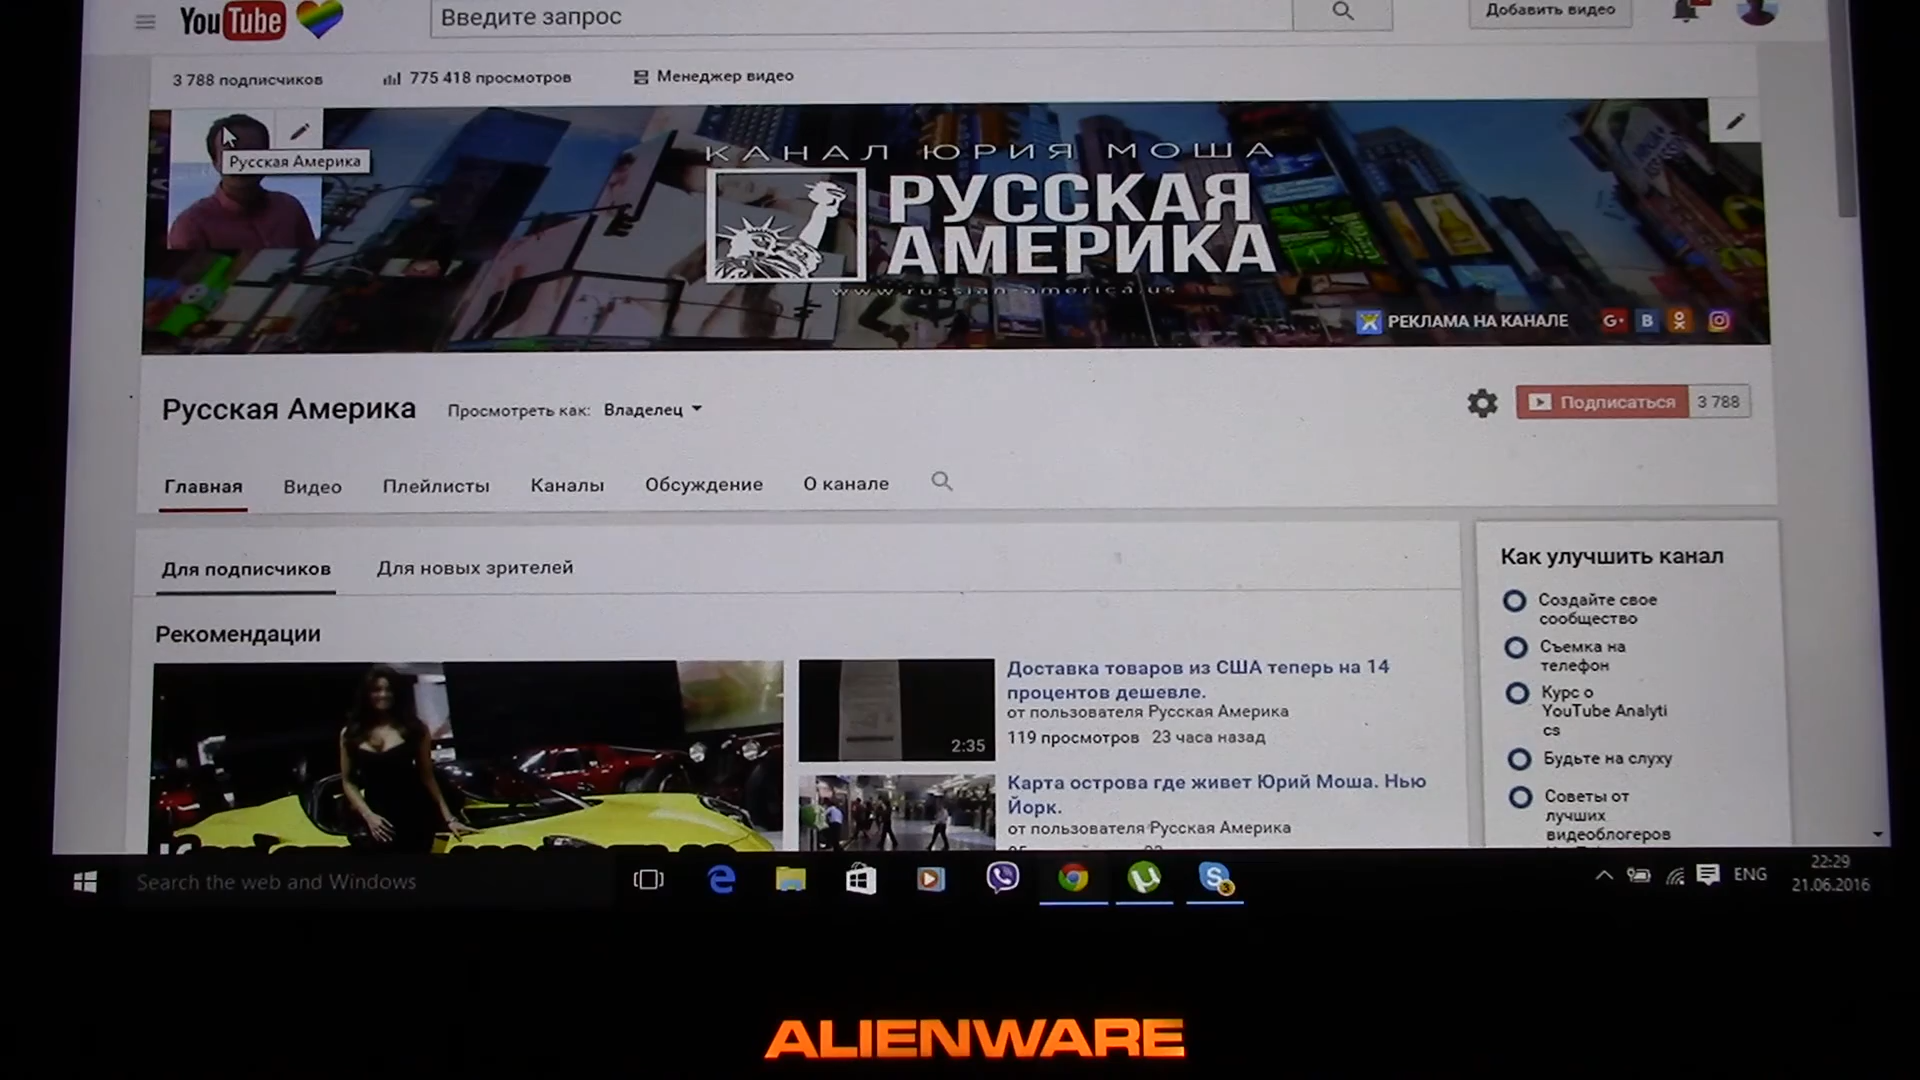 YouTube
Введите запрос
Добавить видео
3 788 подписчиков
775 418 просмотров
Менеджер видео
Русская Америка
КАНАЛ ЮРИЯ МОША
РУССКАЯ
АМЕРИКА
www.russian-america.us
РЕКЛАМА НА КАНАЛЕ
G+
B
Русская Америка
Просмотреть как: Владелец
Подписаться 3 788
Главная
Видео
Плейлисты
Каналы
Обсуждение
О канале
Для подписчиков
Для новых зрителей
Рекомендации
2:35
Доставка товаров из США теперь на 14
процентов дешевле.
от пользователя Русская Америка
119 просмотров 23 часа назад
Карта острова где живет Юрий Моша. Нью
Йорк.
от пользователя Русская Америка
Как улучшить канал
Создайте свое
сообщество
Съемка на
телефон
Курс о
YouTube Analyti
cs
Будьте на слуху
Советы от
лучших
видеоблогеров
Search the web and Windows
3
ENG
22:29
21.06.2016
ALIENWARE